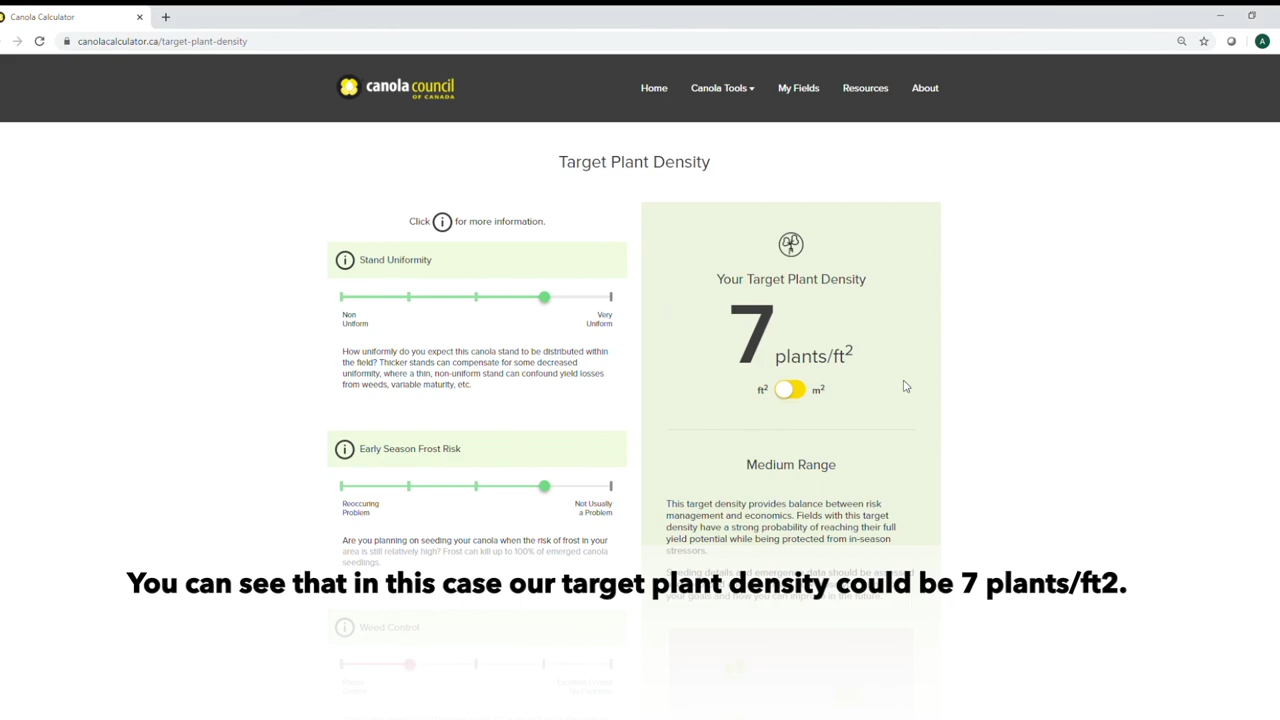 Canola Calculator
canolacalculator.ca/target-plant-density
A
canola council
OF CANADA
Home
Canola Tools
My Fields
Resources
About
Target Plant Density
Click i for more information.
i Stand Uniformity
Non
Uniform
Very
Uniform
How uniformly do you expect this canola stand to be distributed within
the field? Thicker stands can compensate for some decreased
uniformity, where a thin, non-uniform stand can confound yield losses
from weeds, variable maturity, etc.
i Early Season Frost Risk
Reoccuring
Problem
Not Usually
a Problem
Are you planning on seeding your canola when the risk of frost in your
area is still relatively high? Frost can kill up to 100% of emerged canola
seedlings.
i Weed Control
Your Target Plant Density
7 plants/ft²
ft² m²
Medium Range
This target density provides balance between risk
management and economics. Fields with this target
density have a strong probability of reaching their full
yield potential while being protected from in-season
stressors.
You can see that in this case our target plant density could be 7 plants/ft2.